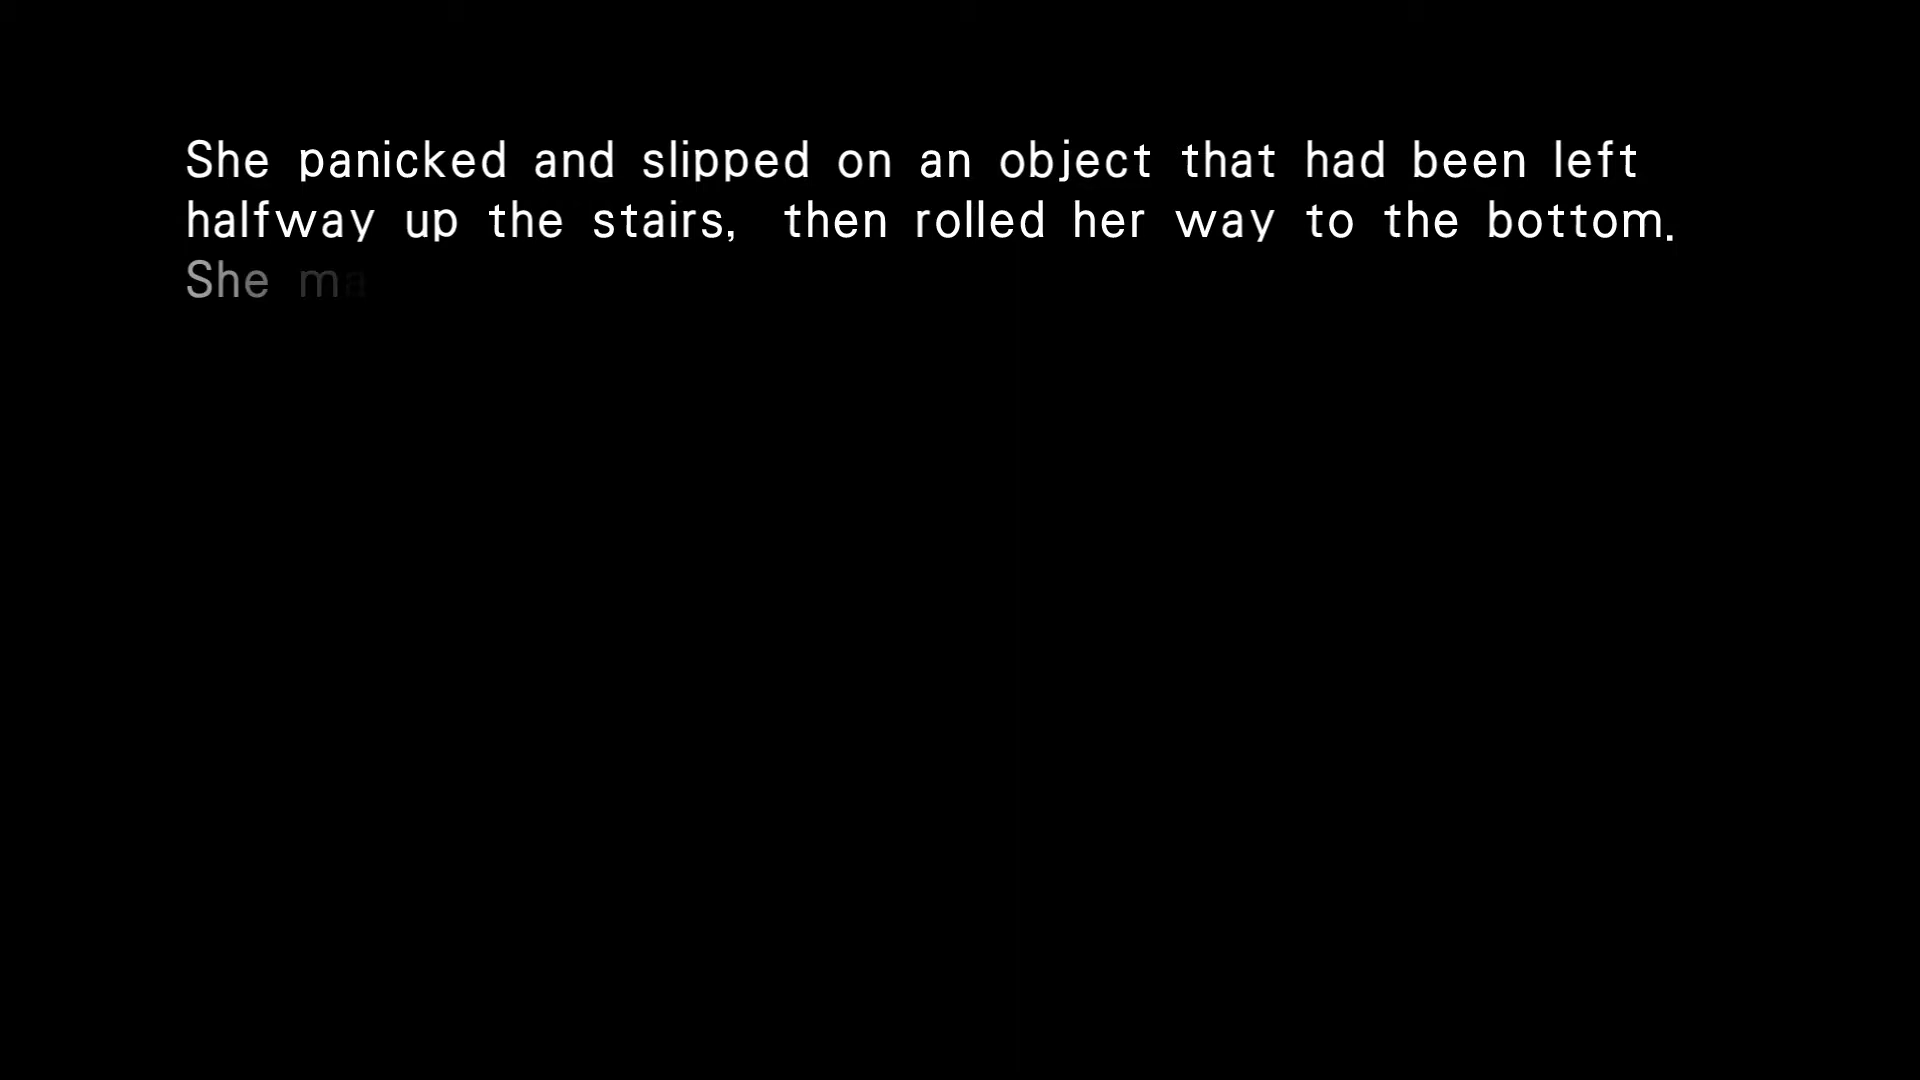 She panicked and slipped on an object that had been left
halfway up the stairs, then rolled her way to the bottom.
She ma